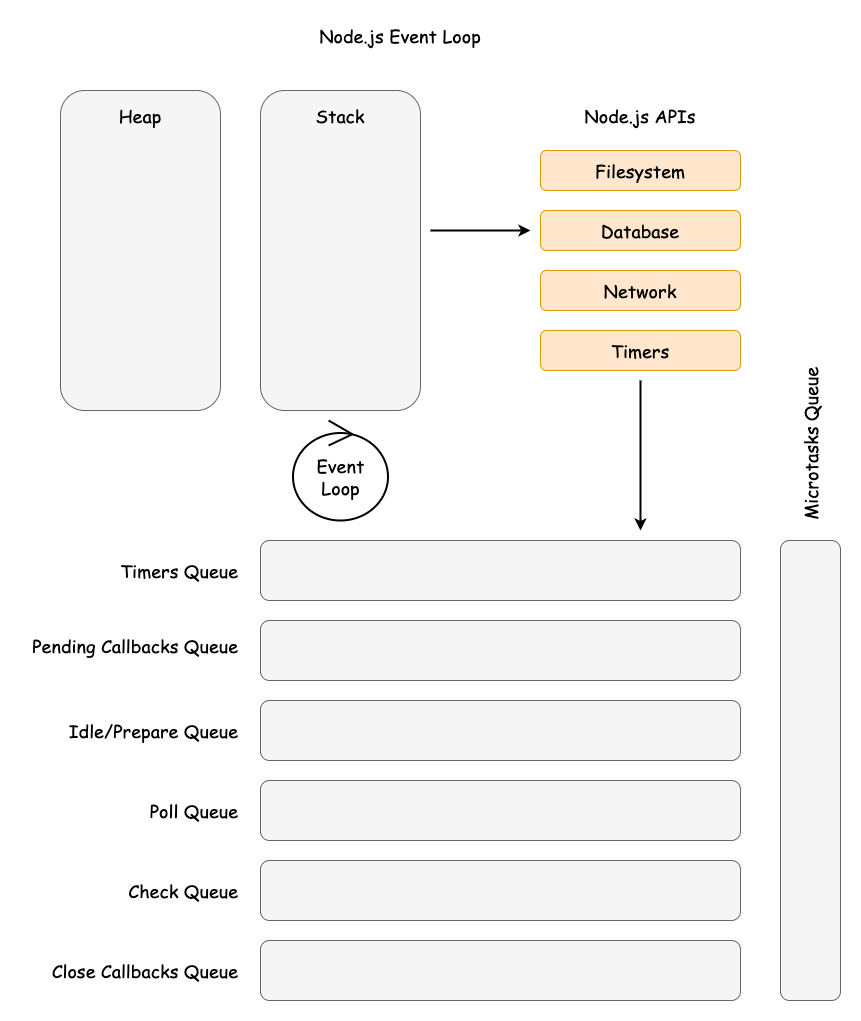 Node.js Event Loop
Heap
Stack
Node.js APIs
Filesystem
Database
Network
Timers
Microtasks Queue
Event
Loop
Timers Queue
Pending Callbacks Queue
Idle/Prepare Queue
Poll Queue
Check Queue
Close Callbacks Queue